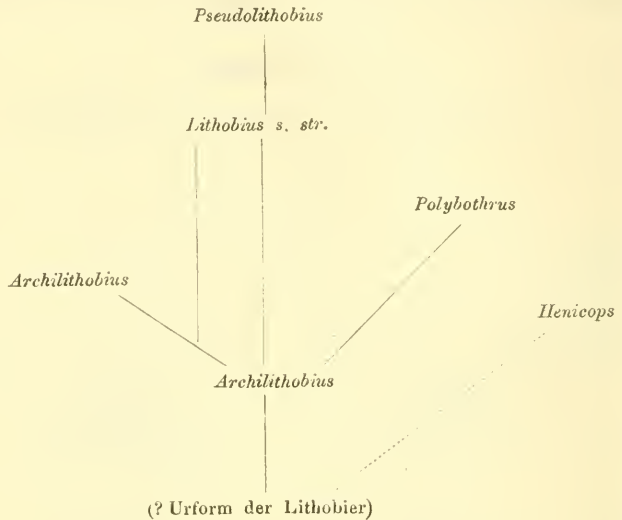 Pseudolithobius
Lithobius s. str.
Polybothrus
Archilithobius
Henicops
Archilithobius
(? Urform der Lithobier)